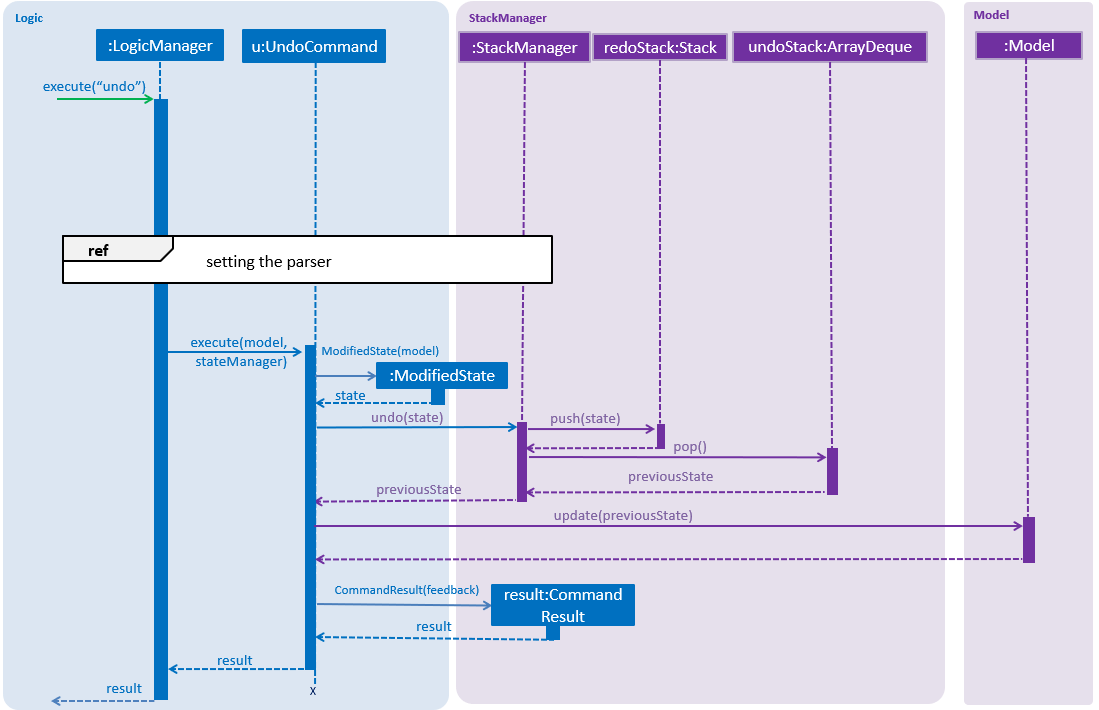 Logic
StackManager
Model
:LogicManager
u:UndoCommand
:StackManager
redoStack:Stack
undoStack:ArrayDeque
:Model
execute(“undo”)
ref
setting the parser
execute(model,
stateManager)
ModifiedState(model)
:ModifiedState
state
undo(state)
push(state)
pop()
previousState
previousState
update(previousState)
CommandResult(feedback)
result:Command
Result
result
result
result
x